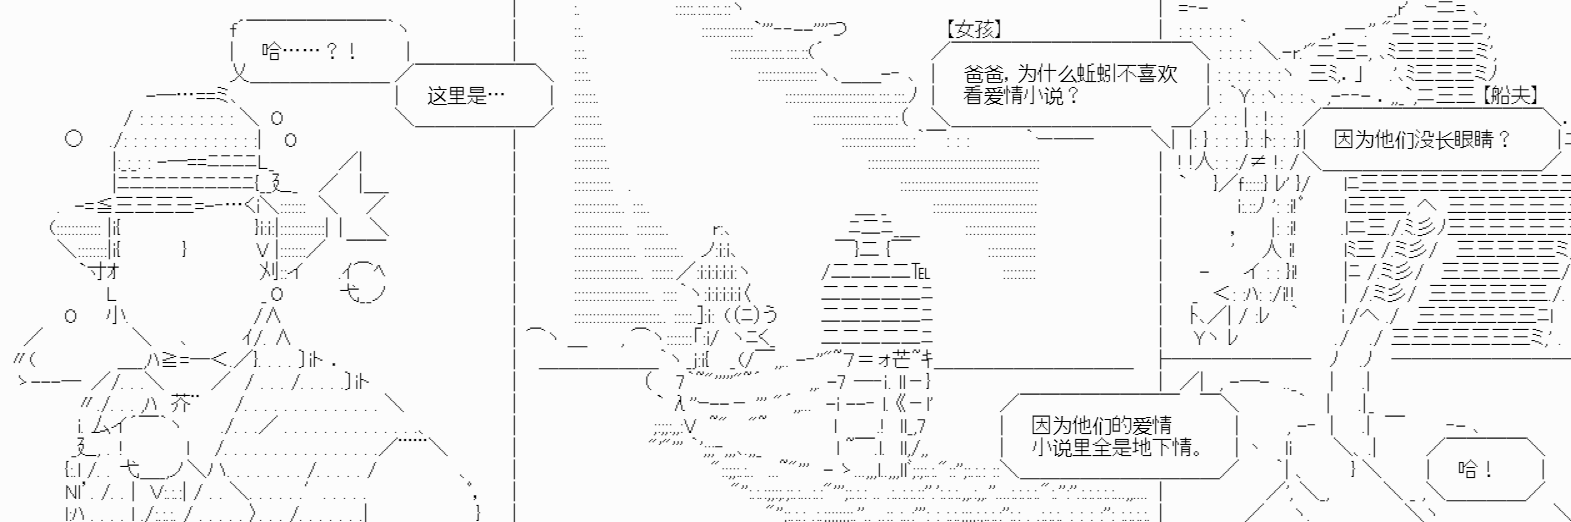 哈……？！
这里是…
【女孩】
爸爸，为什么蚯蚓不喜欢
看爱情小说？
【船夫】
因为他们没长眼睛？
因为他们的爱情
小说里全是地下情。
哈！